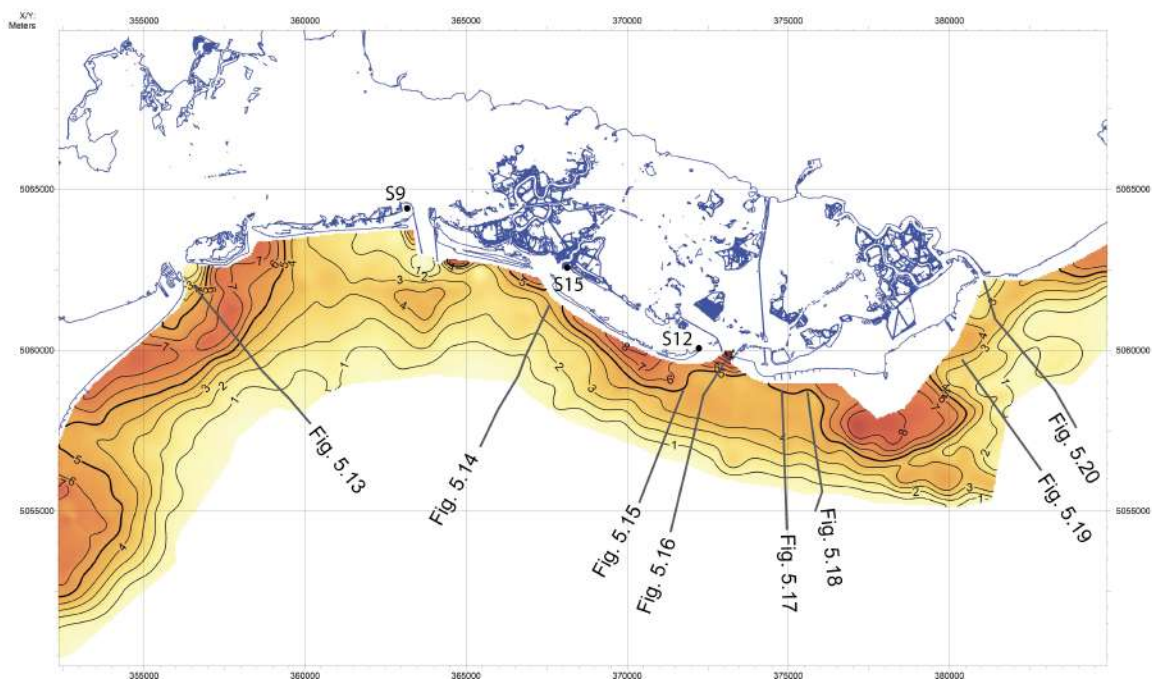 X/Y:
Meters
355000 360000 365000 370000 375000 380000
5065000 5065000
S9
S15
5060000 S12 5060000
5055000 5055000
Fig. 5.13
Fig. 5.14
Fig. 5.15
Fig. 5.16
Fig. 5.17
Fig. 5.18
Fig. 5.19
Fig. 5.20
355000 360000 365000 370000 375000 380000